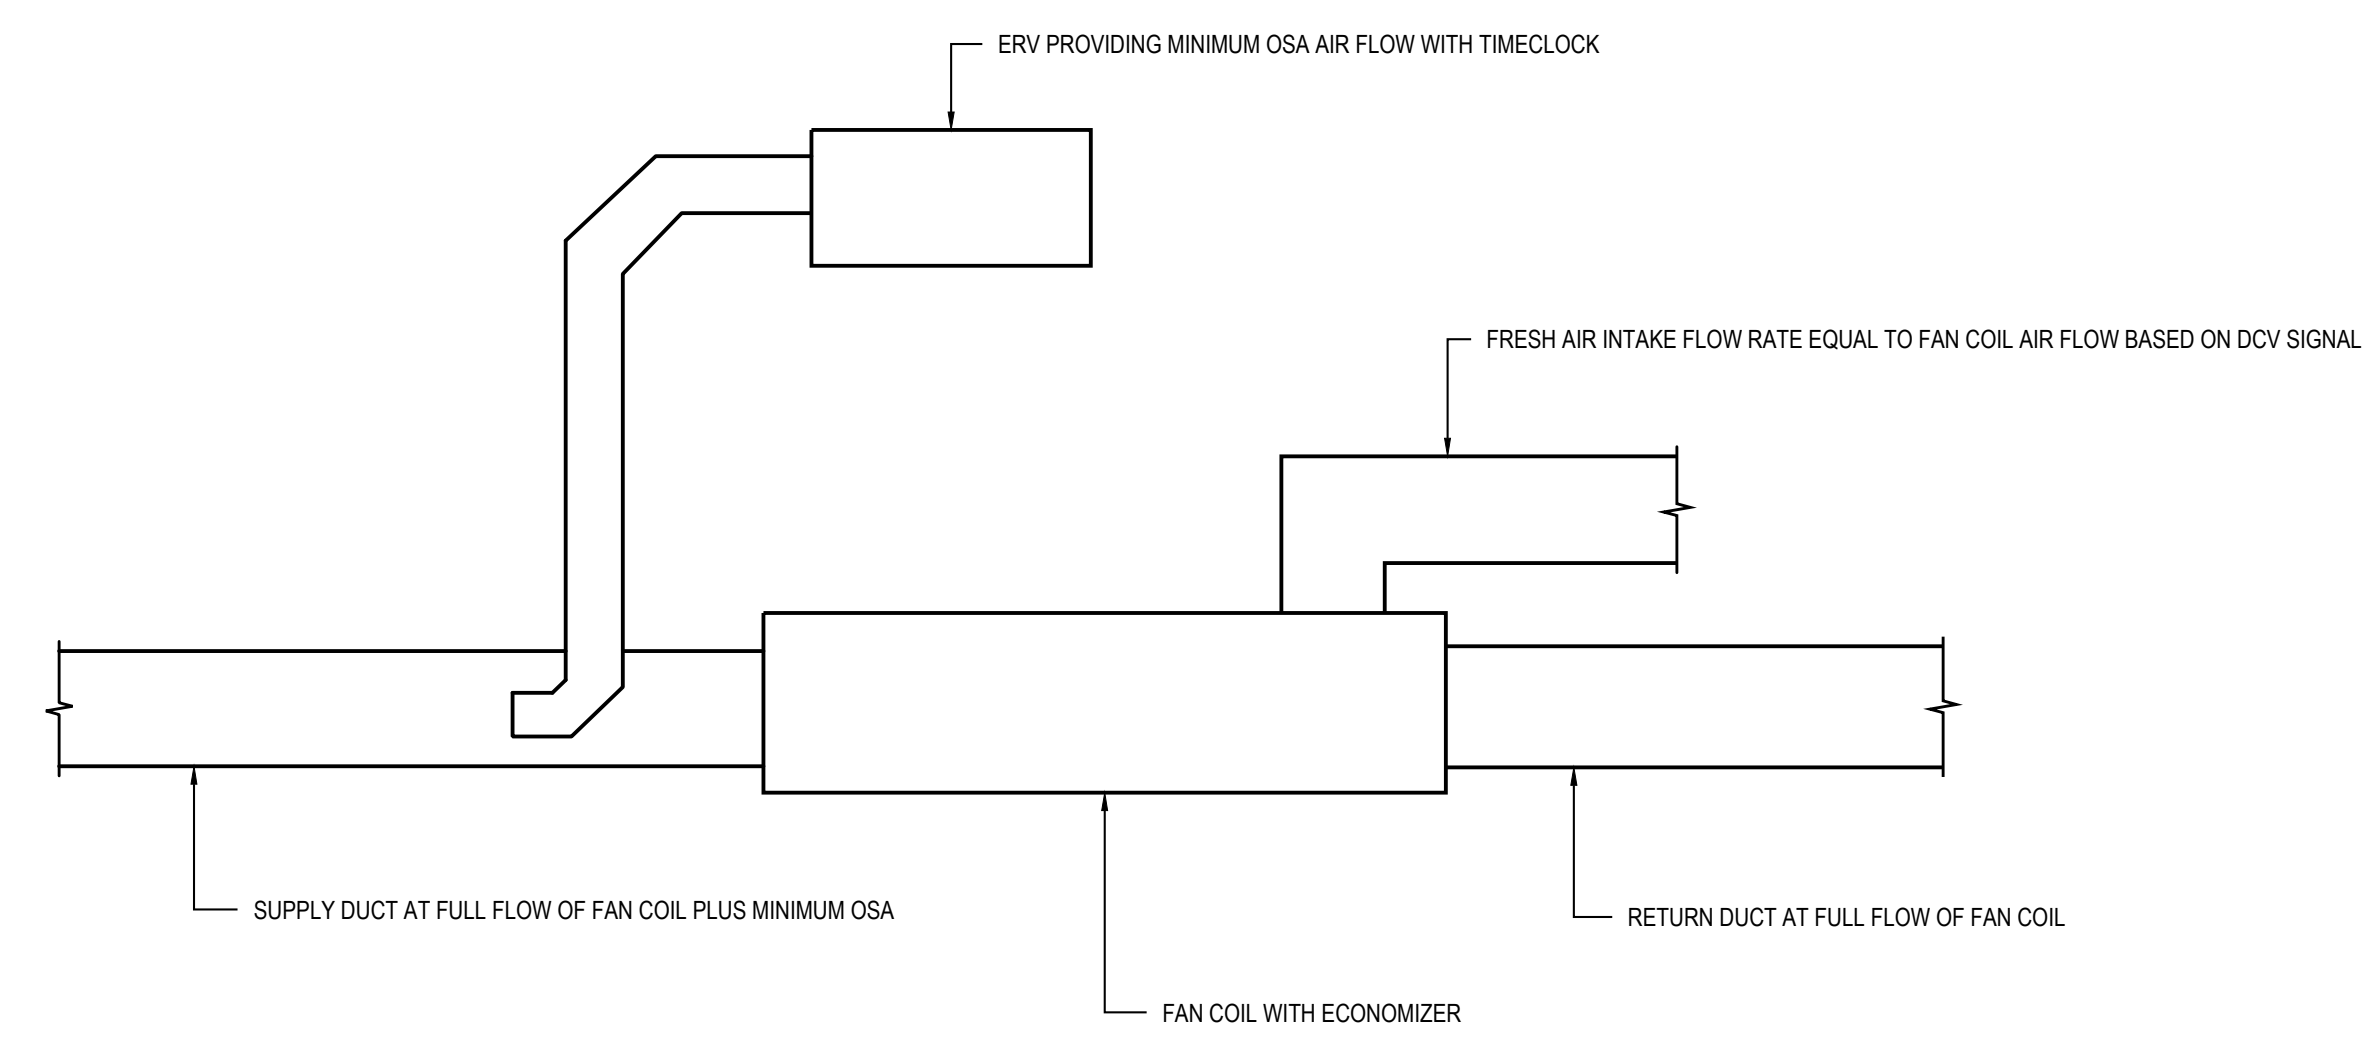 ERV PROVIDING MINIMUM OSA AIR FLOW WITH TIMECLOCK
FRESH AIR INTAKE FLOW RATE EQUAL TO FAN COIL AIR FLOW BASED ON DCV SIGNAL
SUPPLY DUCT AT FULL FLOW OF FAN COIL PLUS MINIMUM OSA
RETURN DUCT AT FULL FLOW OF FAN COIL
FAN COIL WITH ECONOMIZER